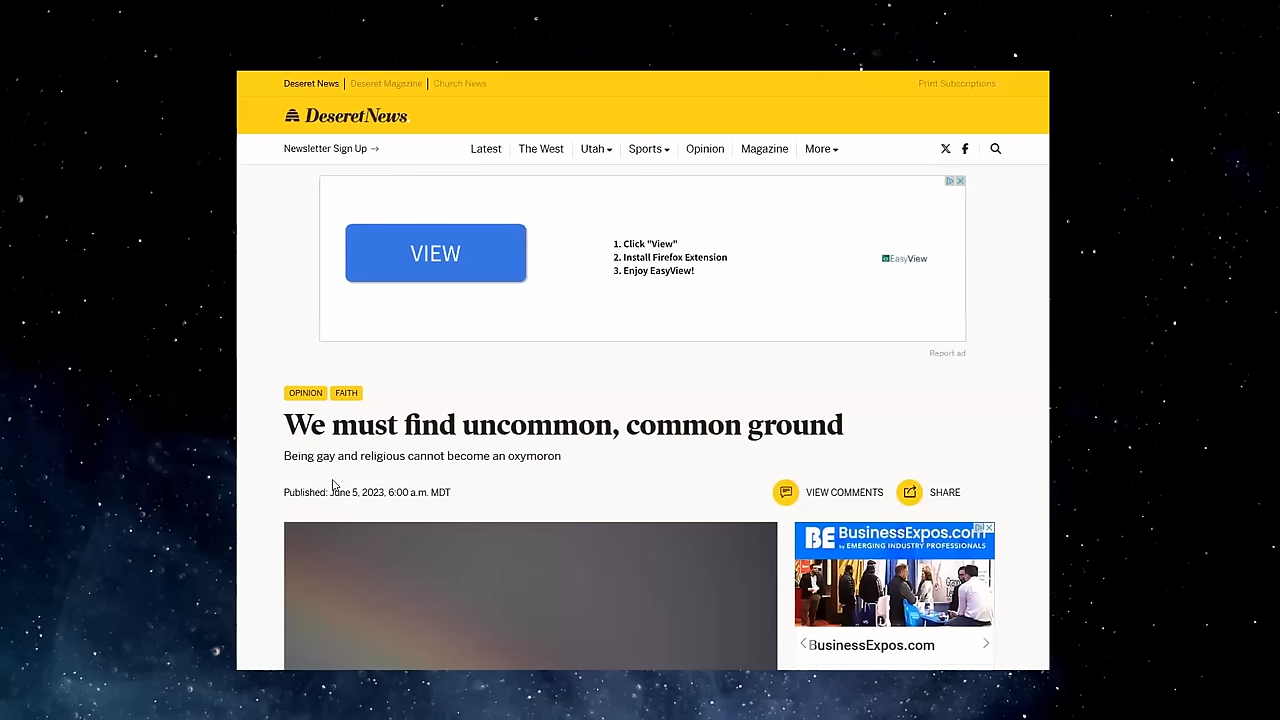 Deseret News Deseret Magazine Church News Print Subscriptions
DeseretNews.
Newsletter Sign Up → Latest The West Utah Sports Opinion Magazine More
VIEW
1. Click "View"
2. Install Firefox Extension
3. Enjoy EasyView!
EasyView
Report ad
OPINION FAITH
We must find uncommon, common ground
Being gay and religious cannot become an oxymoron
Published: June 5, 2023, 6:00 a.m. MDT VIEW COMMENTS SHARE
BE BusinessExpos.com
by EMERGING INDUSTRY PROFESSIONALS
BusinessExpos.com